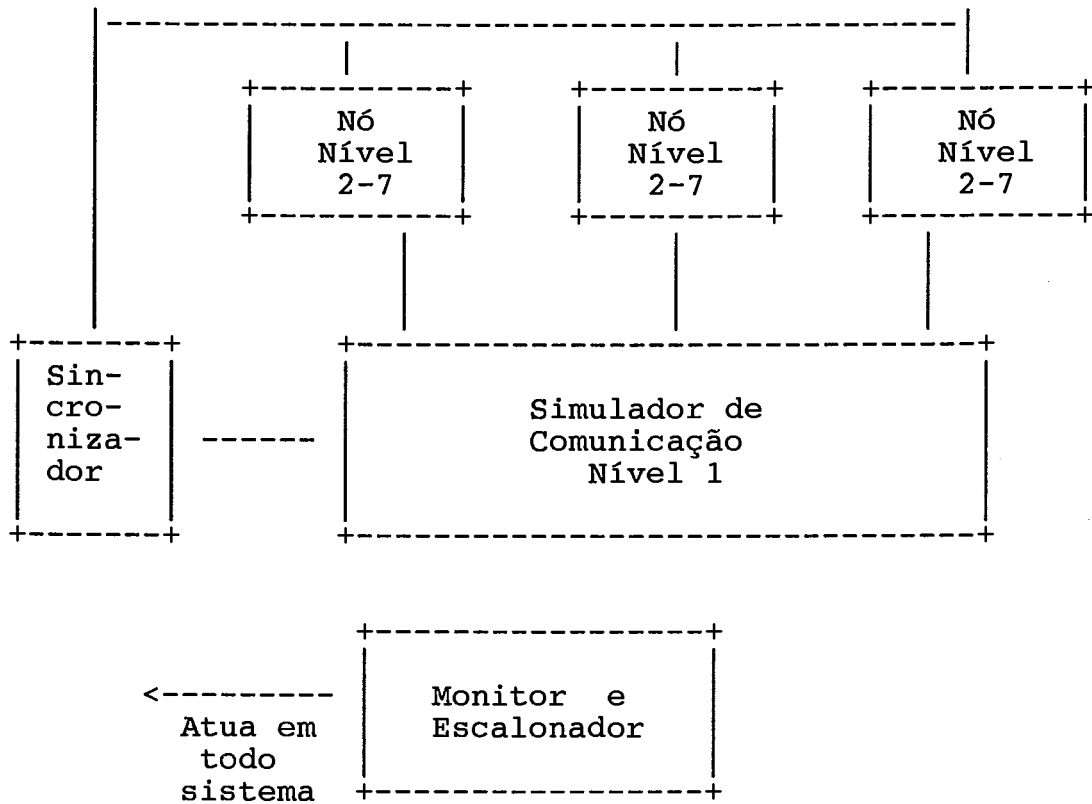 Nó
Nível
2-7
Nó
Nível
2-7
Nó
Nível
2-7
Sin-
cro-
niza-
dor
Simulador de
Comunicação
Nível 1
Monitor e
Escalonador
Atua em
todo
sistema